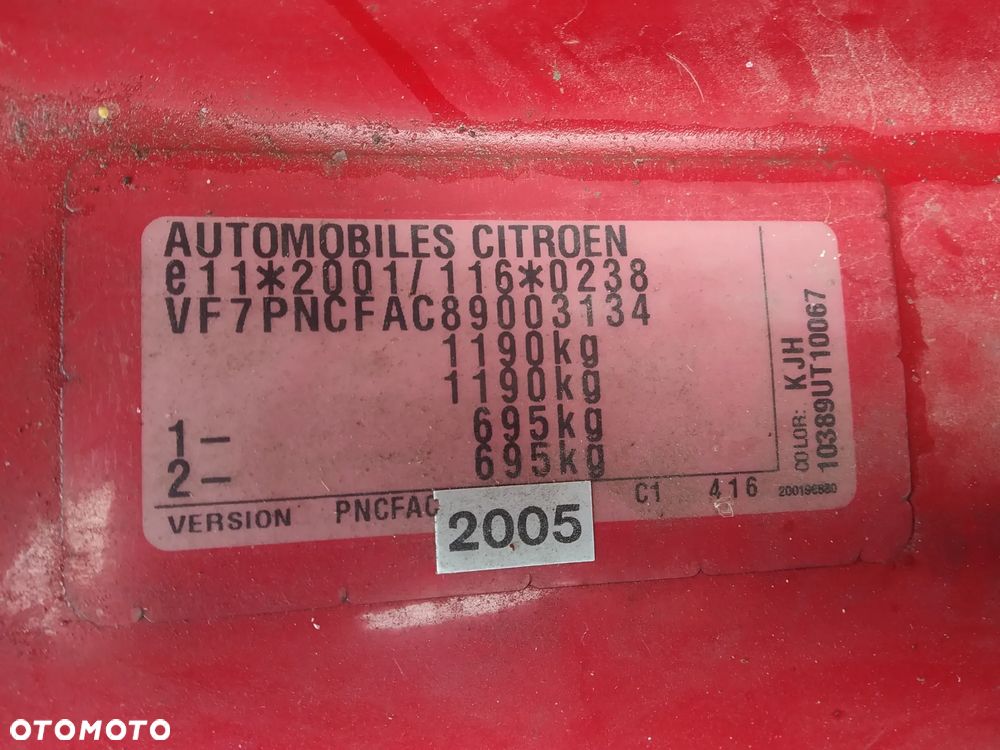 AUTOMOBILES CITROEN
e11*2001/116*0238
VF7PNCFAC89003134
1190kg
1190kg
1- 695kg
2- 695kg
VERSION PNCFAC C1 416
2005
COLOR: KJH
10389UT10067
200196880
OTOMOTO